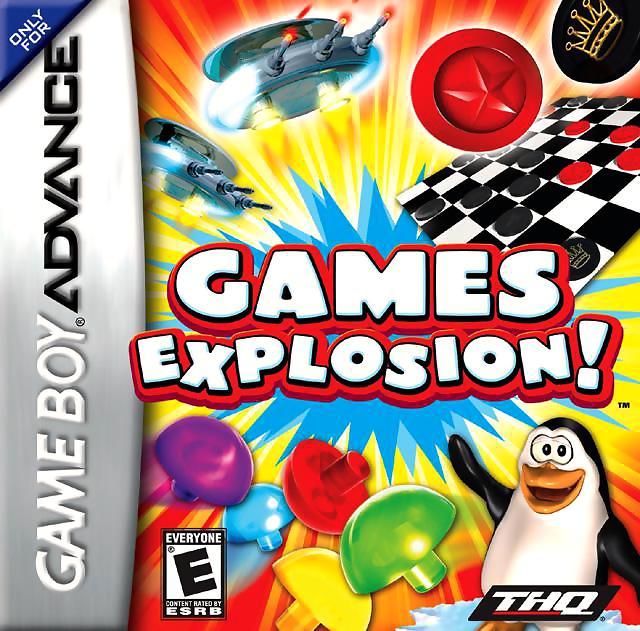 ONLY
FOR
GAME BOY ADVANCE
®
GAMES
EXPLOSION!
™
EVERYONE
E
®
CONTENT RATED BY
ESRB
THQ
®